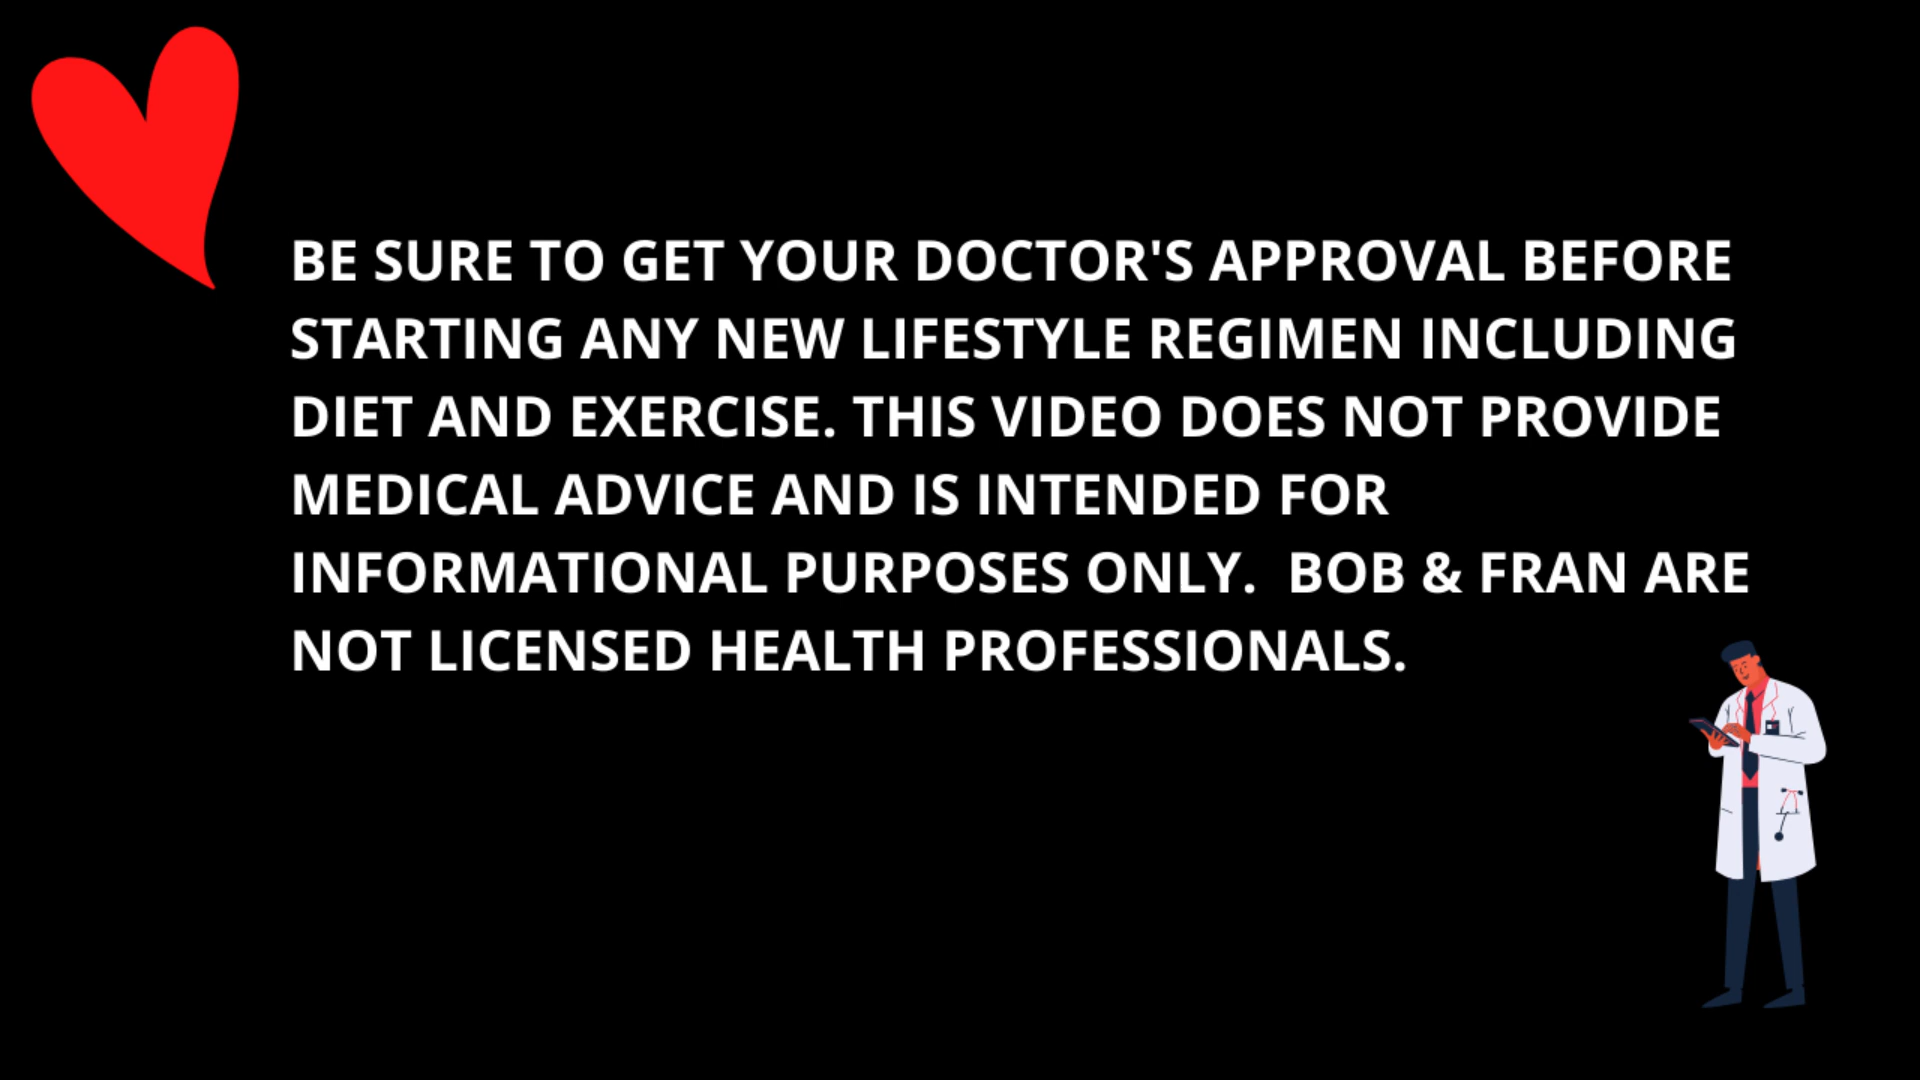 BE SURE TO GET YOUR DOCTOR'S APPROVAL BEFORE
STARTING ANY NEW LIFESTYLE REGIMEN INCLUDING
DIET AND EXERCISE. THIS VIDEO DOES NOT PROVIDE
MEDICAL ADVICE AND IS INTENDED FOR
INFORMATIONAL PURPOSES ONLY.  BOB & FRAN ARE
NOT LICENSED HEALTH PROFESSIONALS.